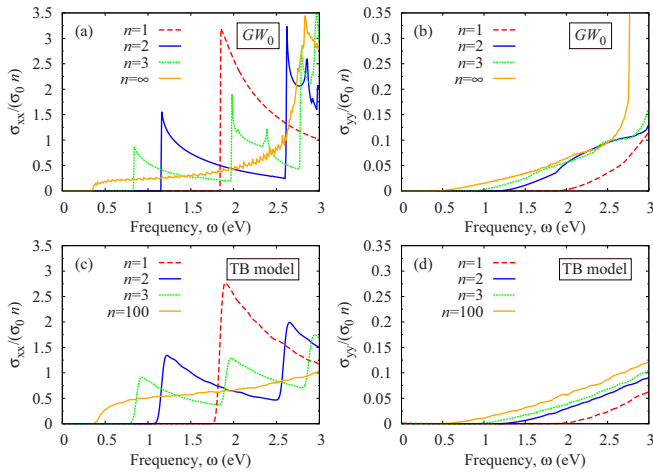 (a)
n=1
n=2
n=3
n=∞
GW₀
σxx/(σ₀ n)
3.5
3
2.5
2
1.5
1
0.5
0
0 0.5 1 1.5 2 2.5 3
Frequency, ω (eV)
(b)
n=1
n=2
n=3
n=∞
GW₀
σyy/(σ₀ n)
0.35
0.3
0.25
0.2
0.15
0.1
0.05
0
0 0.5 1 1.5 2 2.5 3
Frequency, ω (eV)
(c)
n=1
n=2
n=3
n=100
TB model
σxx/(σ₀ n)
3.5
3
2.5
2
1.5
1
0.5
0
0 0.5 1 1.5 2 2.5 3
Frequency, ω (eV)
(d)
n=1
n=2
n=3
n=100
TB model
σyy/(σ₀ n)
0.35
0.3
0.25
0.2
0.15
0.1
0.05
0
0 0.5 1 1.5 2 2.5 3
Frequency, ω (eV)